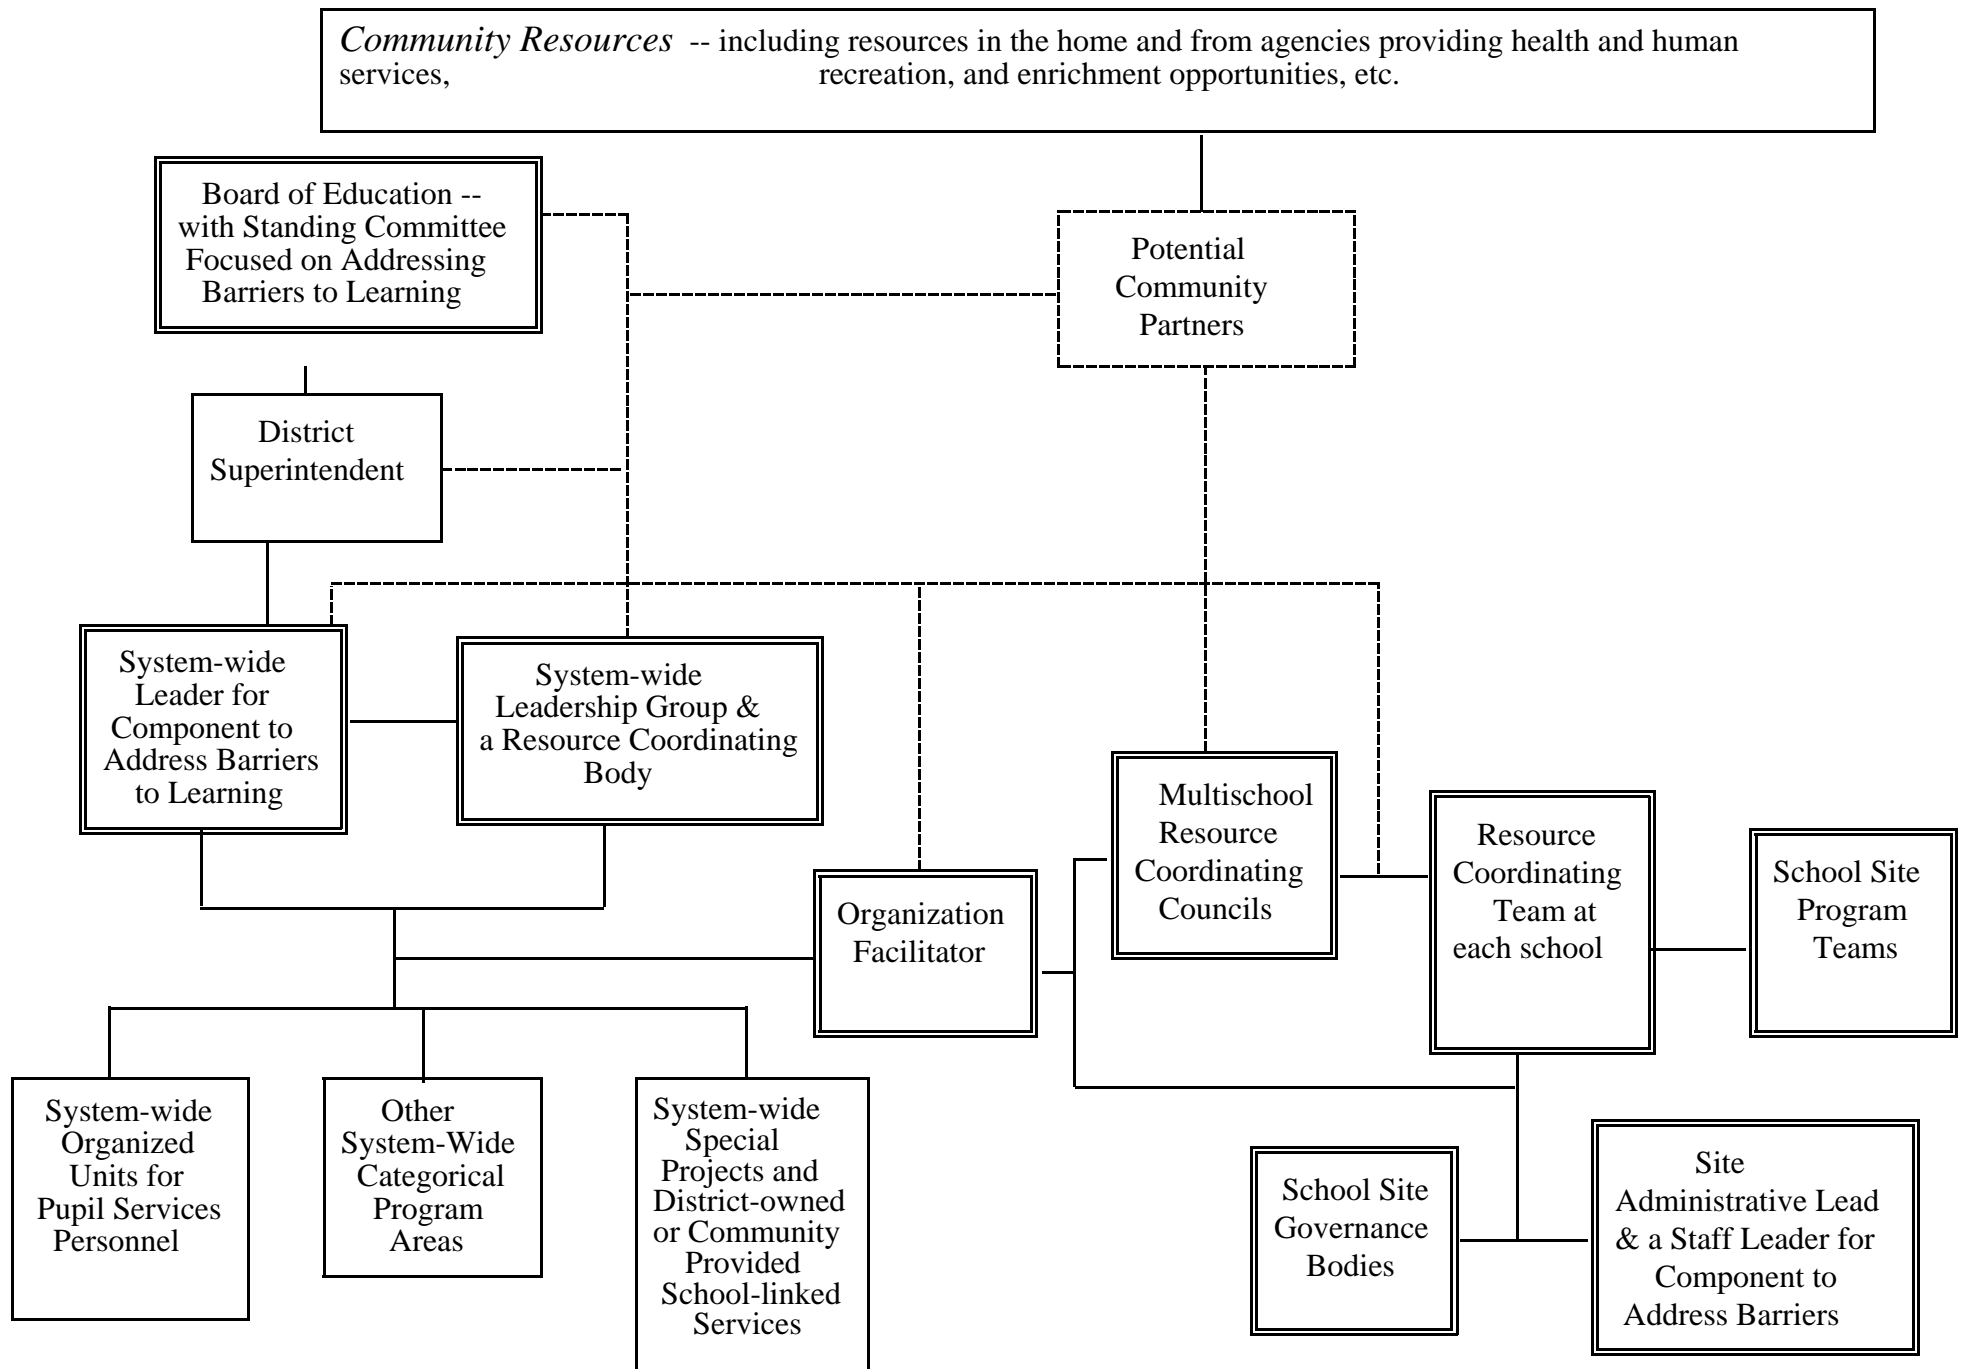 Community Resources -- including resources in the home and from agencies providing health and human
services, recreation, and enrichment opportunities, etc.
Board of Education --
with Standing Committee
Focused on Addressing
Barriers to Learning
Potential
Community
Partners
District
Superintendent
System-wide
Leader for
Component to
Address Barriers
to Learning
System-wide
Leadership Group &
a Resource Coordinating
Body
Multischool
Resource
Coordinating
Councils
Resource
Coordinating
Team at
each school
School Site
Program
Teams
Organization
Facilitator
System-wide
Organized
Units for
Pupil Services
Personnel
Other
System-Wide
Categorical
Program
Areas
System-wide
Special
Projects and
District-owned
or Community
Provided
School-linked
Services
School Site
Governance
Bodies
Site
Administrative Lead
& a Staff Leader for
Component to
Address Barriers